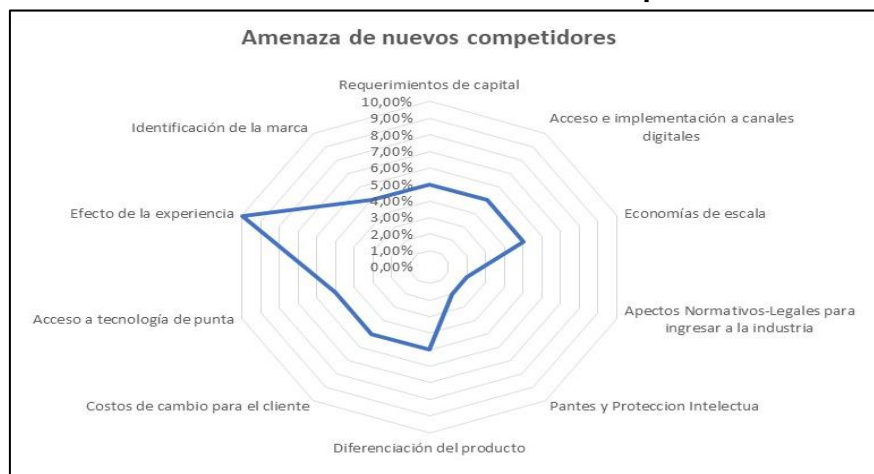 Amenaza de nuevos competidores
Requerimientos de capital
10,00%
9,00%
8,00%
7,00%
6,00%
5,00%
4,00%
3,00%
2,00%
1,00%
0,00%
Acceso e implementación a canales
digitales
Economías de escala
Apectos Normativos-Legales para
ingresar a la industria
Pantes y Proteccion Intelectua
Diferenciación del producto
Costos de cambio para el cliente
Acceso a tecnología de punta
Efecto de la experiencia
Identificación de la marca